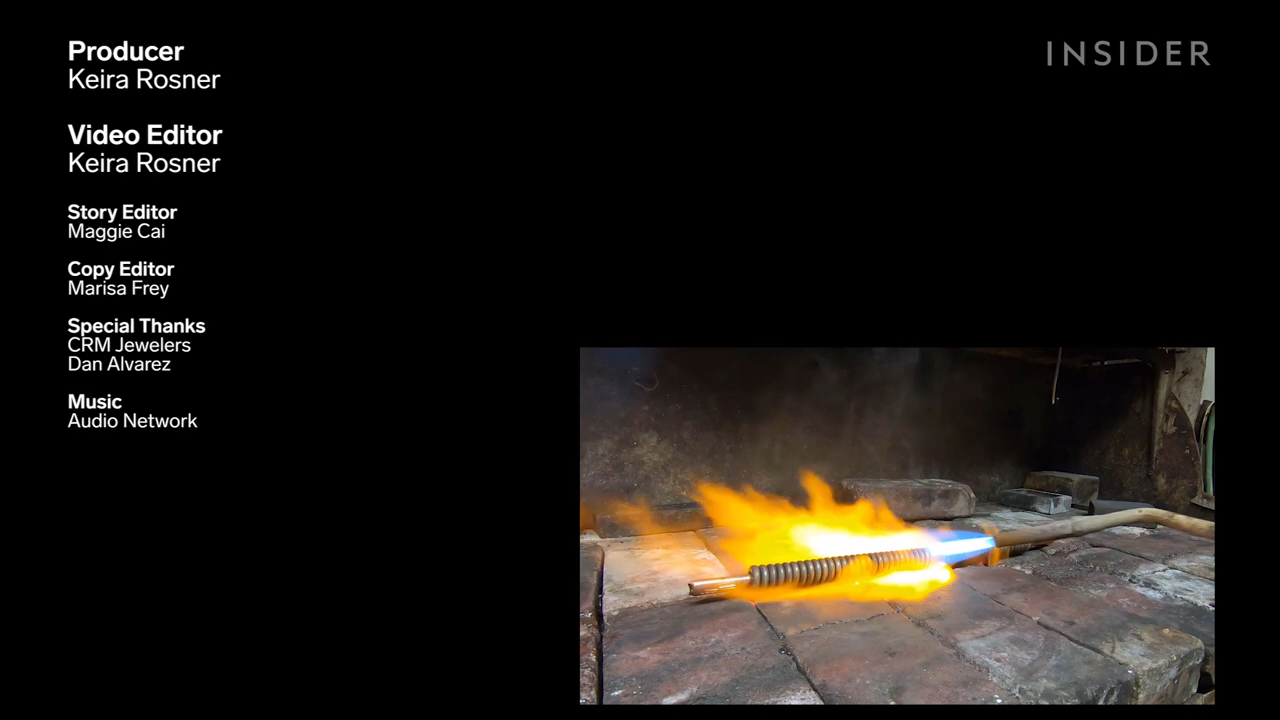 Producer
Keira Rosner
Video Editor
Keira Rosner
Story Editor
Maggie Cai
Copy Editor
Marisa Frey
Special Thanks
CRM Jewelers
Dan Alvarez
Music
Audio Network
INSIDER